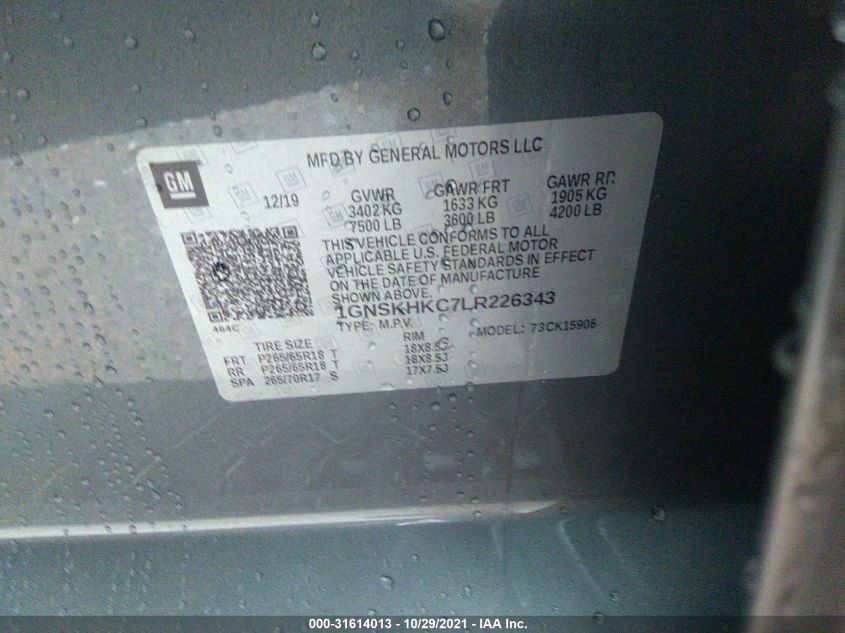 GM
MFD BY GENERAL MOTORS LLC
12/19
GVWR
3402 KG
7500 LB
GAWR FRT
1633 KG
3600 LB
GAWR RR
1905 KG
4200 LB
THIS VEHICLE CONFORMS TO ALL
APPLICABLE U.S. FEDERAL MOTOR
VEHICLE SAFETY STANDARDS IN EFFECT
ON THE DATE OF MANUFACTURE
SHOWN ABOVE.
1GNSKHKC7LR226343
TYPE: M.P.V.
MODEL: 73CK15906
464C
TIRE SIZE RIM
FRT P265/65R18 T 18X8.5J
RR P265/65R18 T 18X8.5J
SPA 265/70R17 S 17X7.5J
000-31614013 - 10/29/2021 - IAA Inc.